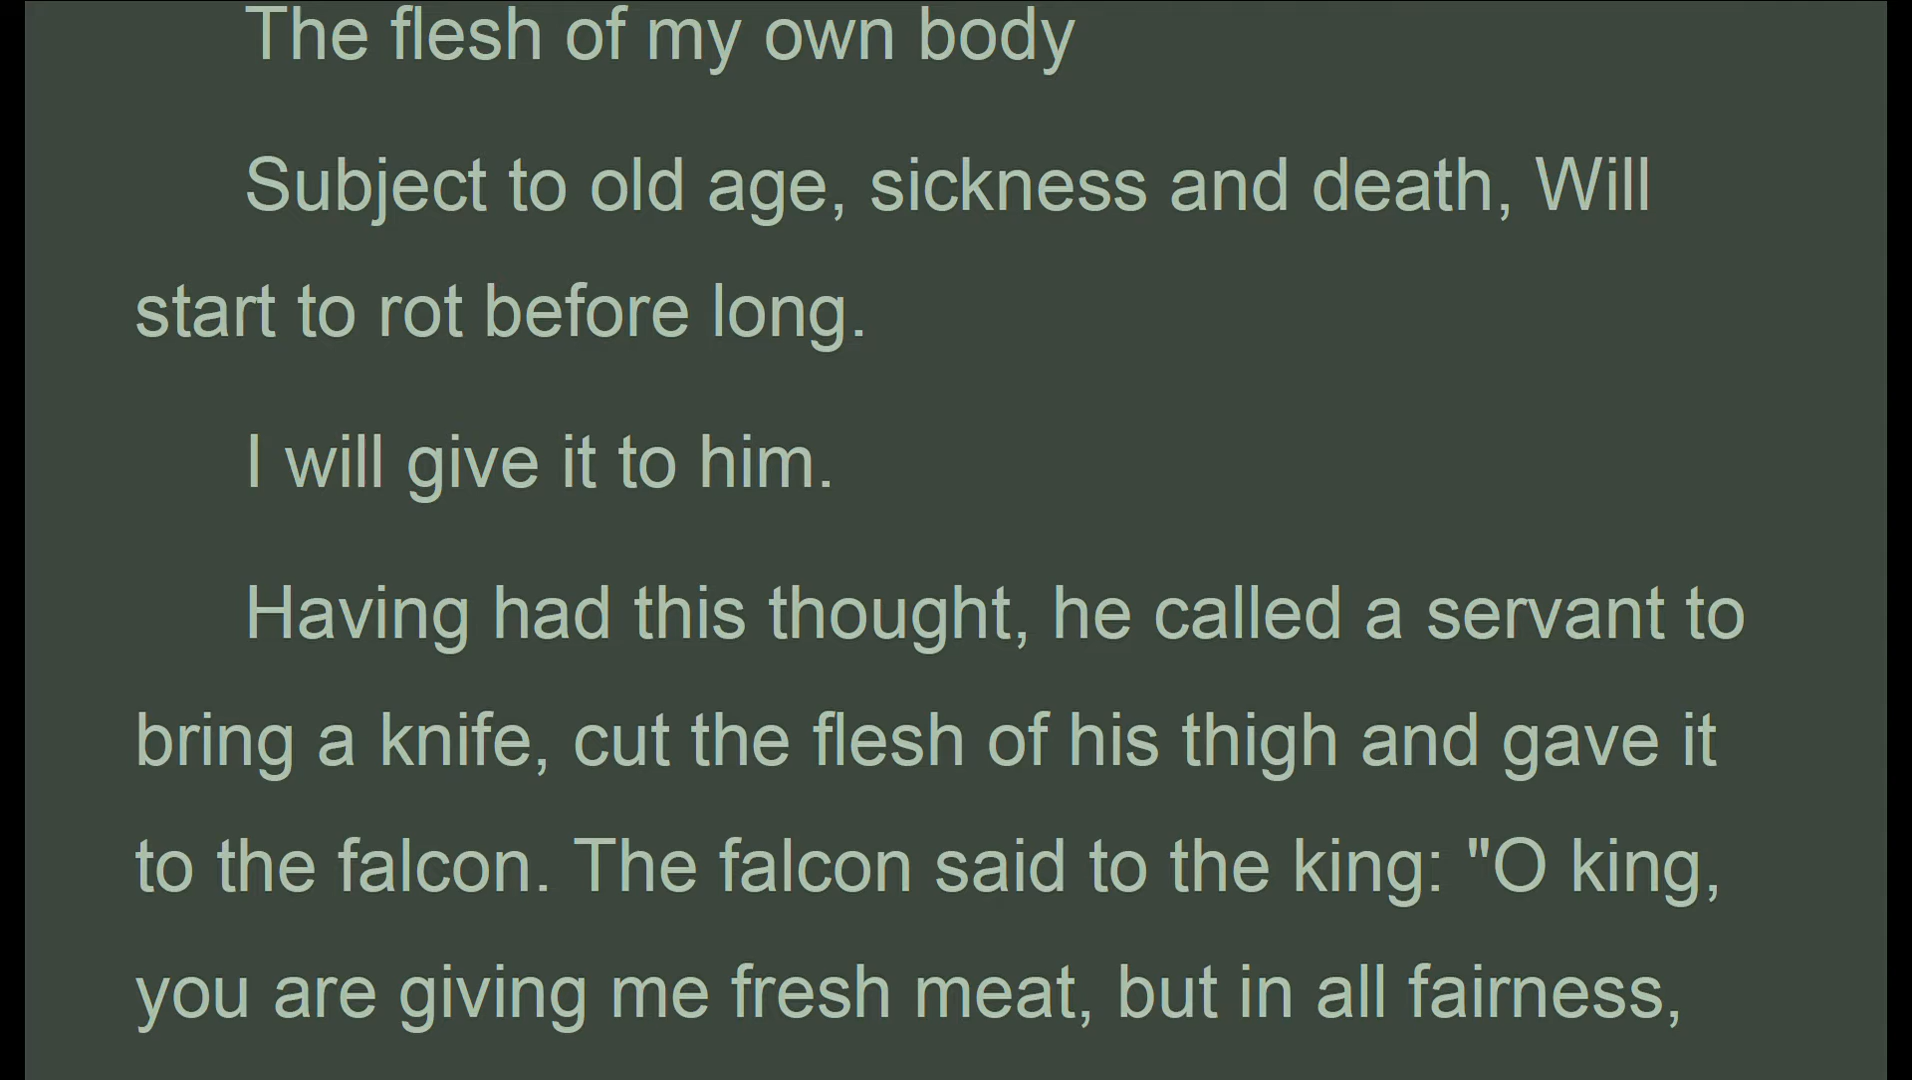 The flesh of my own body
Subject to old age, sickness and death, Will
start to rot before long.
I will give it to him.
Having had this thought, he called a servant to
bring a knife, cut the flesh of his thigh and gave it
to the falcon. The falcon said to the king: "O king,
you are giving me fresh meat, but in all fairness,